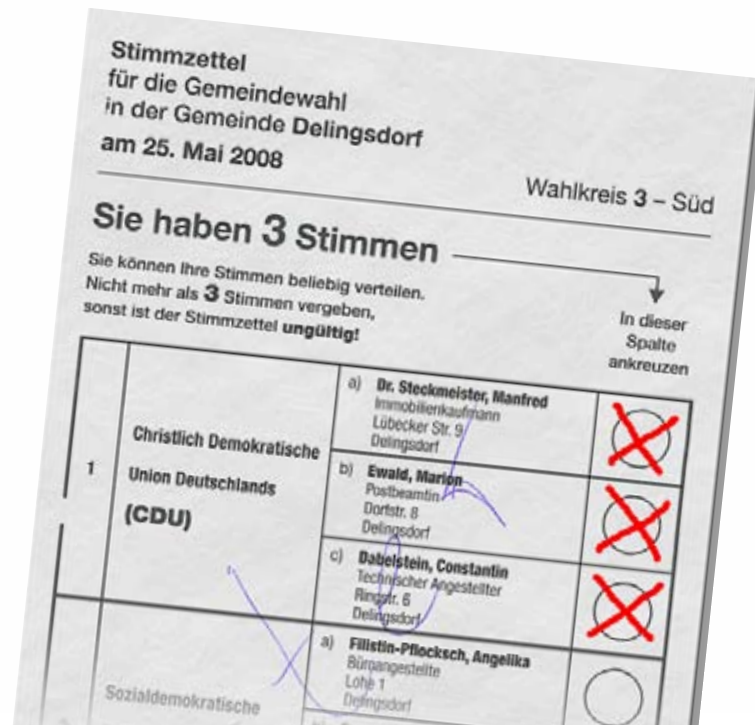 Stimmzettel
für die Gemeindewahl
in der Gemeinde Delingsdorf
am 25. Mai 2008
Wahlkreis 3 – Süd
Sie haben 3 Stimmen
Sie können Ihre Stimmen beliebig verteilen.
Nicht mehr als 3 Stimmen vergeben,
sonst ist der Stimmzettel ungültig!
In dieser
Spalte
ankreuzen
1
Christlich Demokratische
Union Deutschlands
(CDU)
a) Dr. Steckmeister, Manfred
Immobilienkaufmann
Lübecker Str. 9
Delingsdorf
b) Ewald, Marion
Postbeamtin
Dorfstr. 8
Delingsdorf
c) Dabelstein, Constantin
Technischer Angestellter
Ringstr. 6
Delingsdorf
Sozialdemokratische
a) Filistin-Pflocksch, Angelika
Büroangestellte
Lohe 1
Delingsdorf